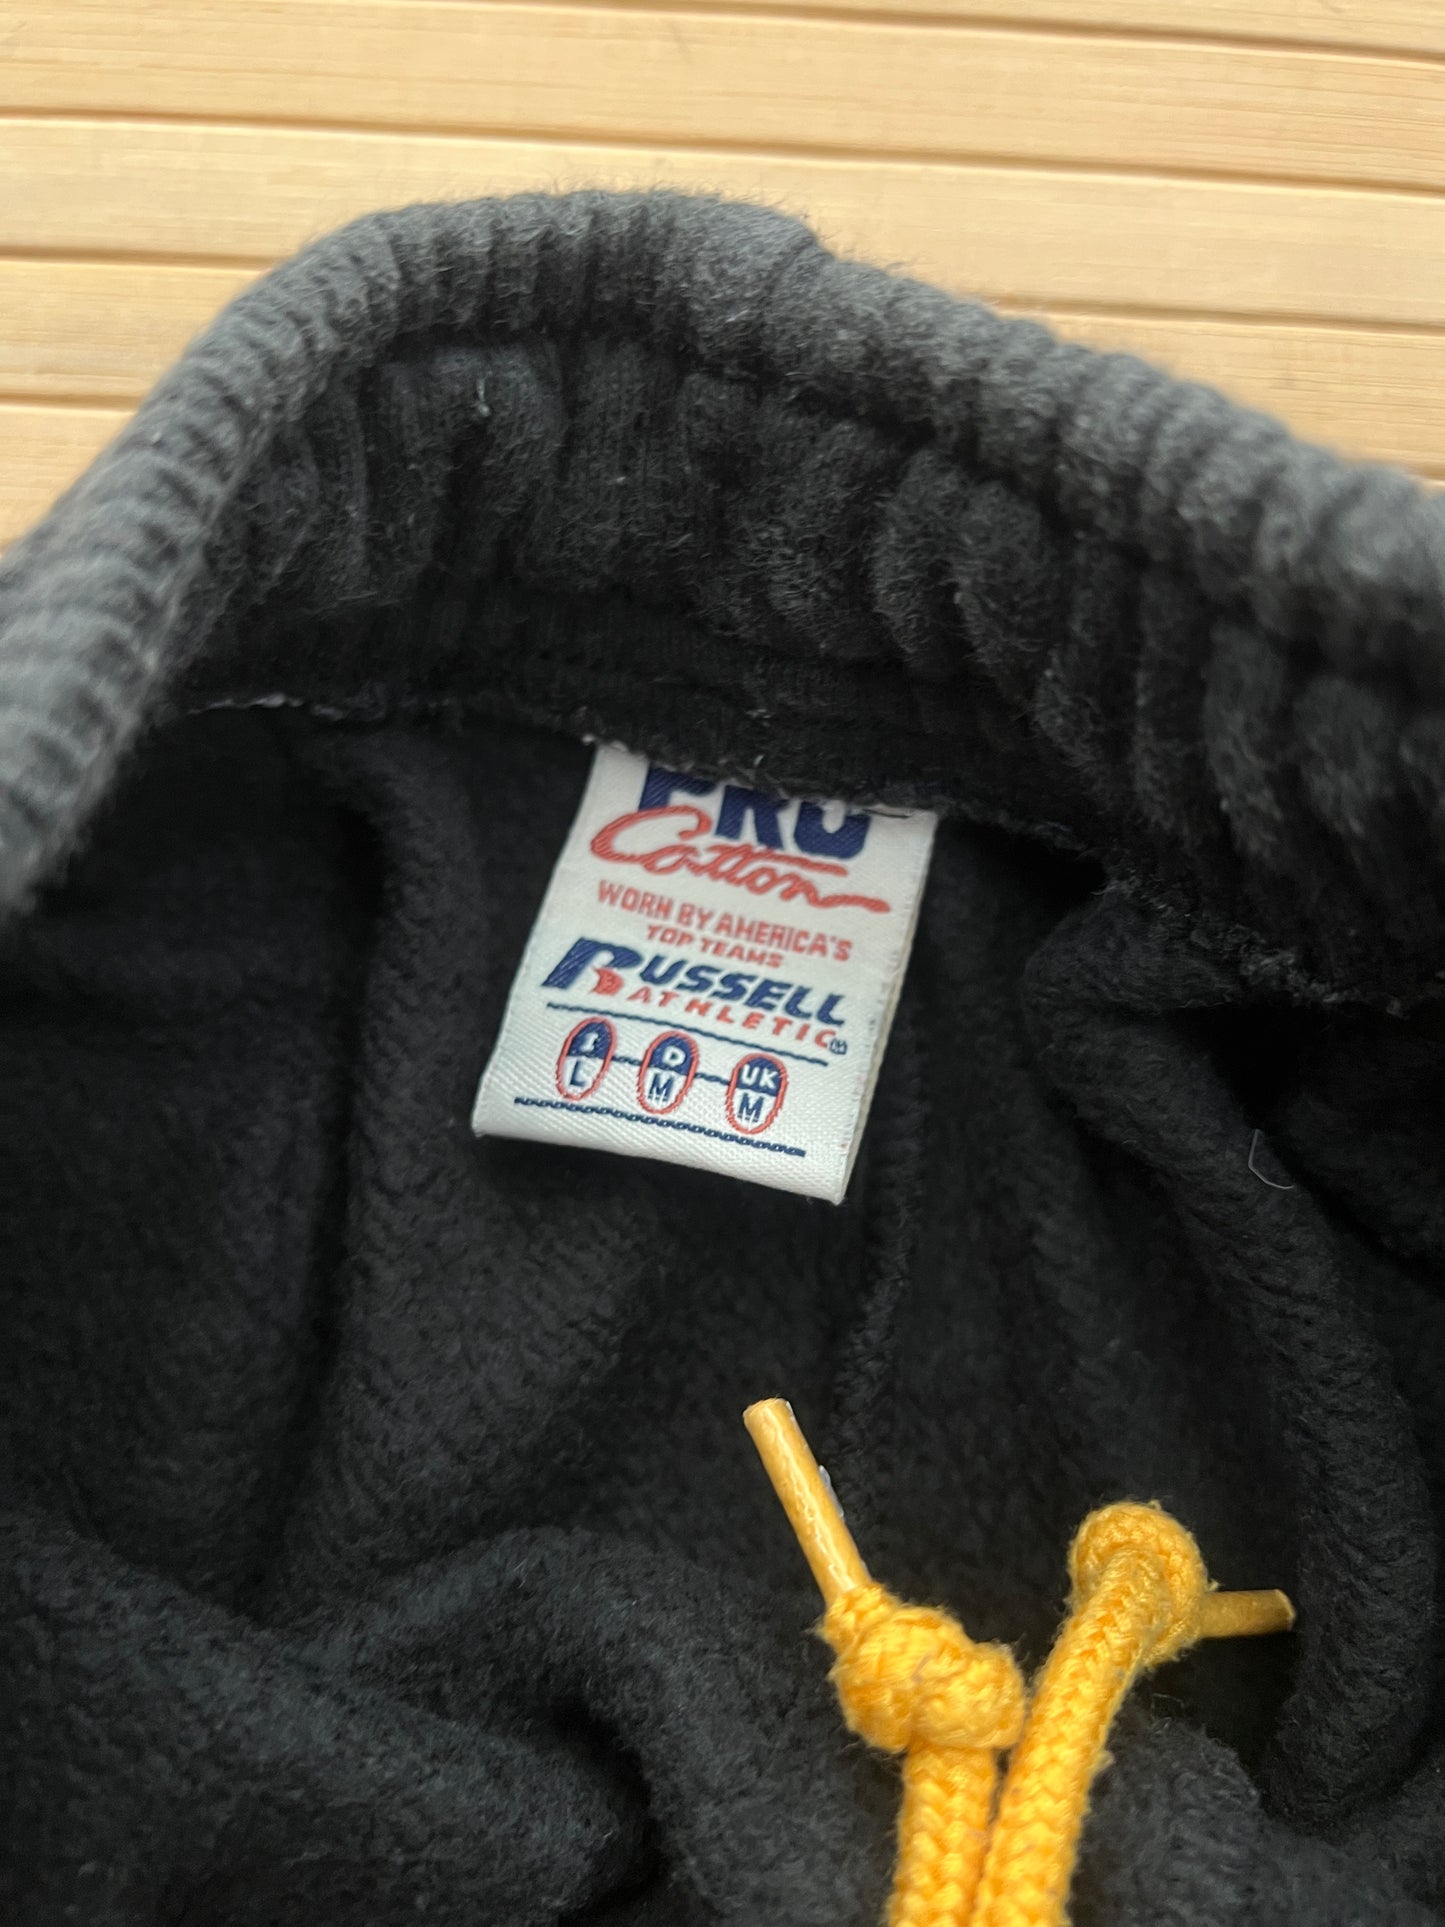 PRO
Cotton
WORN BY AMERICA'S
TOP TEAMS
RUSSELL
ATHLETIC
I D UK
L M M